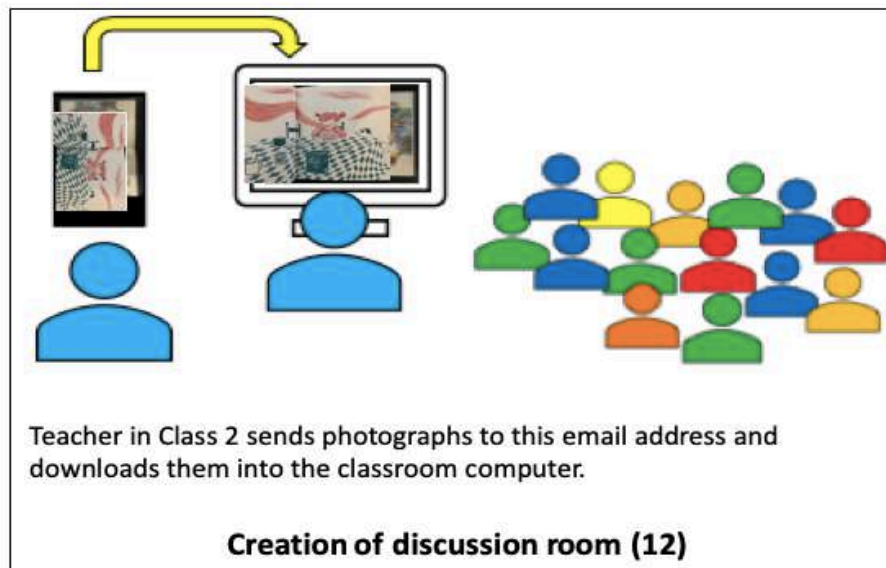 Teacher in Class 2 sends photographs to this email address and
downloads them into the classroom computer.
Creation of discussion room (12)